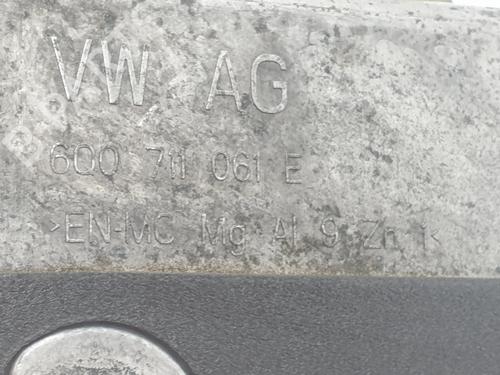 VW AG
6Q0 711 061 E
>EN-MC Mg Al 9 Zn 1<